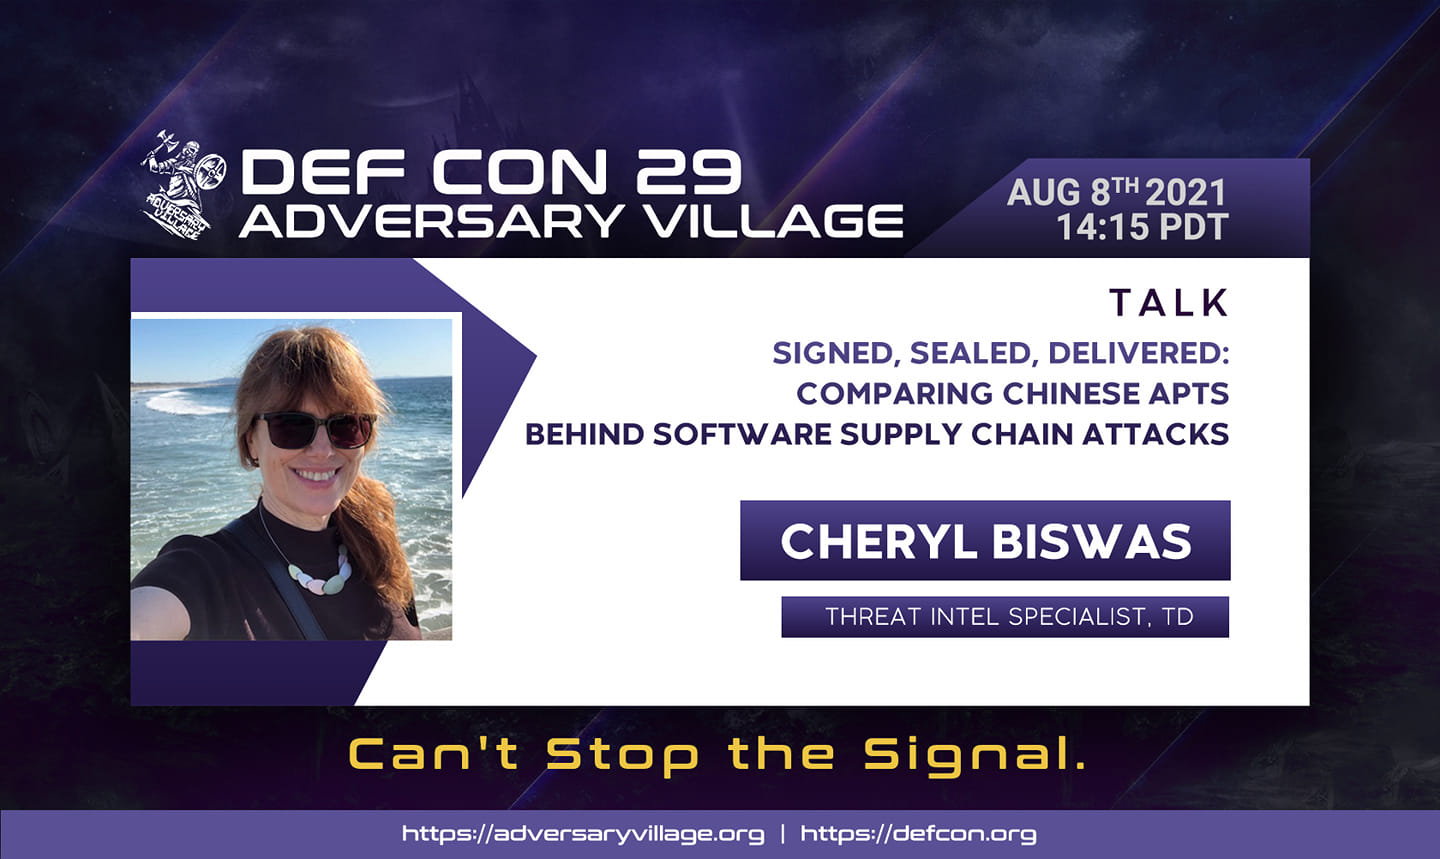 ADVERSARY
VILLAGE
DEF CON 29
ADVERSARY VILLAGE
AUG 8TH 2021
14:15 PDT
TALK
SIGNED, SEALED, DELIVERED:
COMPARING CHINESE APTS
BEHIND SOFTWARE SUPPLY CHAIN ATTACKS
CHERYL BISWAS
THREAT INTEL SPECIALIST, TD
Can't Stop the Signal.
https://adversaryvillage.org | https://defcon.org